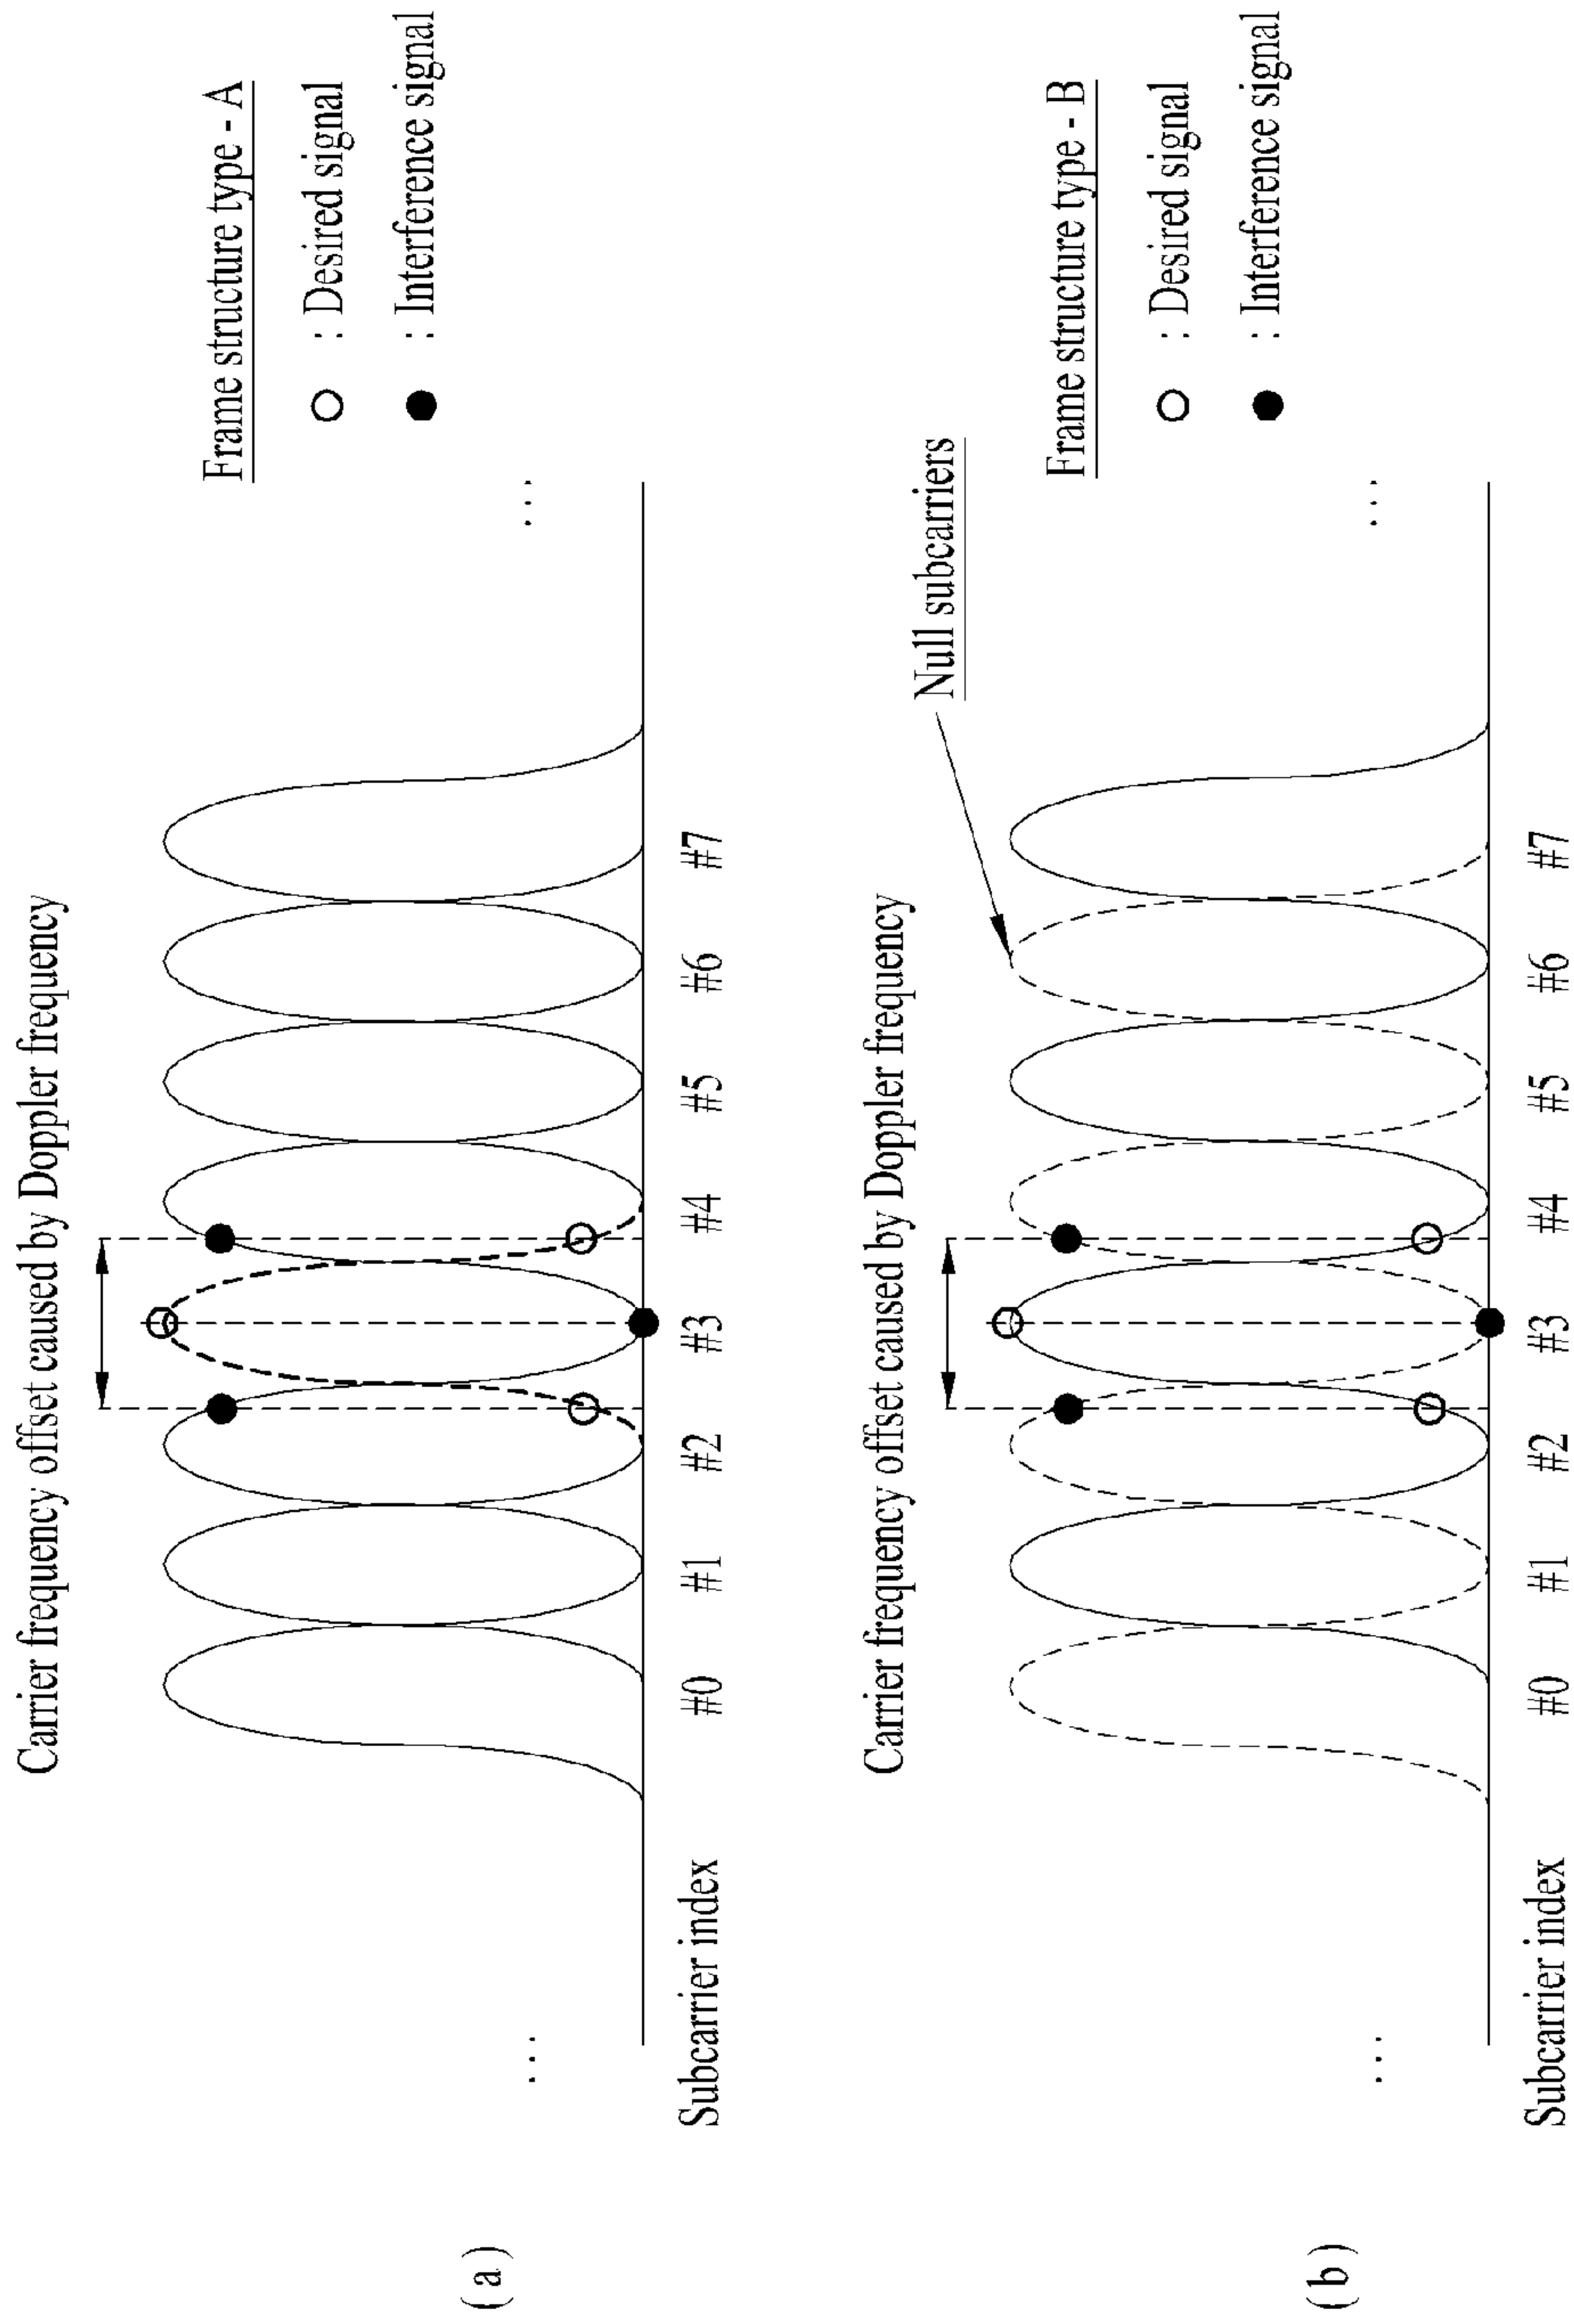 Carrier frequency offset caused by Doppler frequency
Frame structure type - A
: Desired signal
: Interference signal
...
...
Subcarrier index #0 #1 #2 #3 #4 #5 #6 #7
( a )
Carrier frequency offset caused by Doppler frequency
Null subcarriers
Frame structure type - B
: Desired signal
: Interference signal
...
...
Subcarrier index #0 #1 #2 #3 #4 #5 #6 #7
( b )